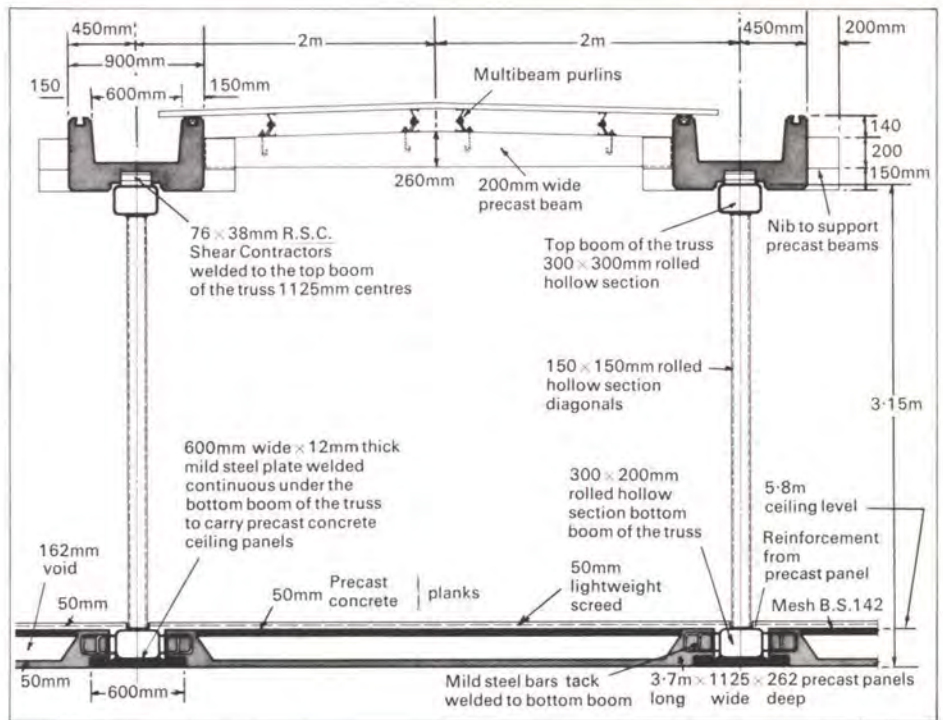 450mm
2m
2m
450mm
200mm
900mm
150
600mm
150mm
Multibeam purlins
140
200
150mm
260mm
200mm wide
precast beam
76 × 38mm R.S.C.
Shear Contractors
welded to the top boom
of the truss 1125mm centres
Top boom of the truss
300 × 300mm rolled
hollow section
Nib to support
precast beams
150 × 150mm rolled
hollow section
diagonals
3·15m
600mm wide × 12mm thick
mild steel plate welded
continuous under the
bottom boom of the truss
to carry precast concrete
ceiling panels
300 × 200mm
rolled hollow
section bottom
boom of the truss
5·8m
ceiling level
Reinforcement
from
precast panel
162mm
void
50mm
50mm Precast concrete planks
50mm
lightweight
screed
Mesh B.S.142
50mm
600mm
Mild steel bars tack
welded to bottom boom
3·7m × 1125 × 262 precast panels
long wide deep